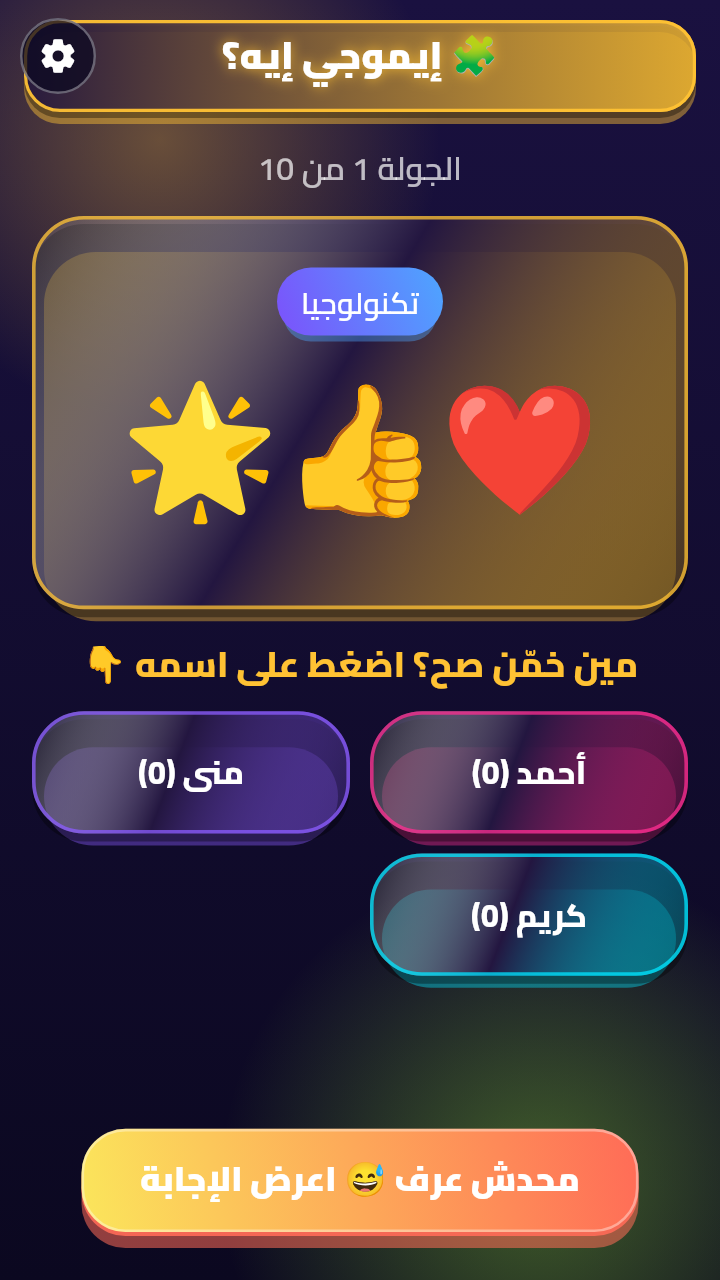 🧩 إيموجي إيه؟
الجولة 1 من 10
تكنولوجيا
❤️👍🌟
مين خمّن صح؟ اضغط على اسمه 👇
أحمد (0)
منى (0)
كريم (0)
محدش عرف 😅 اعرض الإجابة